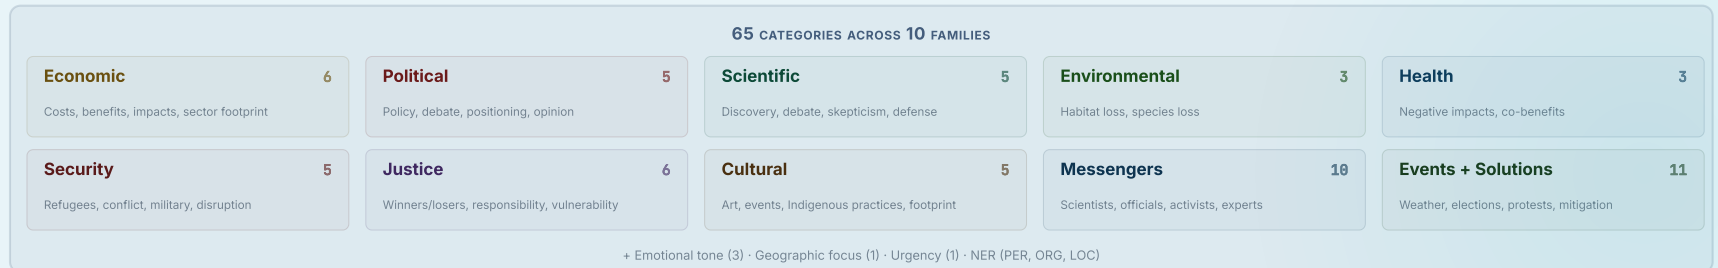 65 CATEGORIES ACROSS 10 FAMILIES
Economic 6
Costs, benefits, impacts, sector footprint
Political 5
Policy, debate, positioning, opinion
Scientific 5
Discovery, debate, skepticism, defense
Environmental 3
Habitat loss, species loss
Health 3
Negative impacts, co-benefits
Security 5
Refugees, conflict, military, disruption
Justice 6
Winners/losers, responsibility, vulnerability
Cultural 5
Art, events, Indigenous practices, footprint
Messengers 10
Scientists, officials, activists, experts
Events + Solutions 11
Weather, elections, protests, mitigation
+ Emotional tone (3) · Geographic focus (1) · Urgency (1) · NER (PER, ORG, LOC)